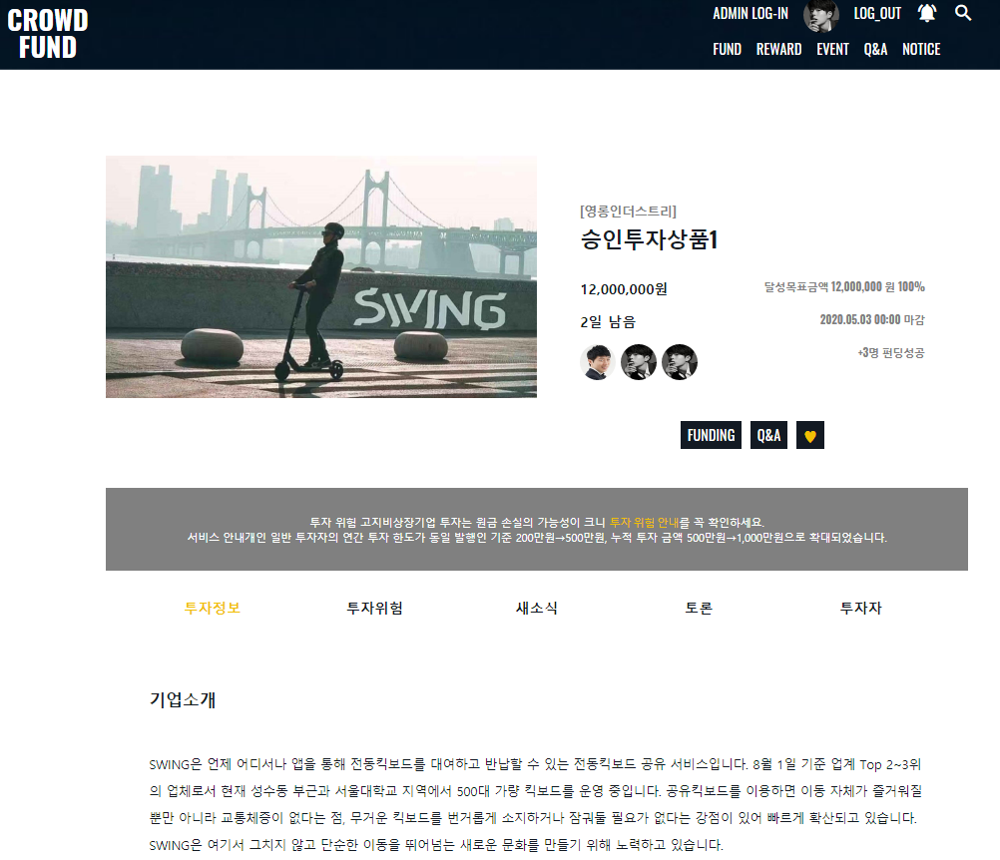 CROWD
FUND
ADMIN LOG-IN LOG_OUT
FUND REWARD EVENT Q&A NOTICE
SWING
[영롱인더스트리]
승인투자상품1
12,000,000원 달성목표금액 12,000,000 원 100%
2일 남음 2020.05.03 00:00 마감
+3명 펀딩성공
FUNDING Q&A
투자 위험 고지비상장기업 투자는 원금 손실의 가능성이 크니 투자 위험 안내를 꼭 확인하세요.
서비스 안내개인 일반 투자자의 연간 투자 한도가 동일 발행인 기준 200만원→500만원, 누적 투자 금액 500만원→1,000만원으로 확대되었습니다.
투자정보 투자위험 새소식 토론 투자자
기업소개
SWING은 언제 어디서나 앱을 통해 전동킥보드를 대여하고 반납할 수 있는 전동킥보드 공유 서비스입니다. 8월 1일 기준 업계 Top 2~3위
의 업체로서 현재 성수동 부근과 서울대학교 지역에서 500대 가량 킥보드를 운영 중입니다. 공유킥보드를 이용하면 이동 자체가 즐거워질
뿐만 아니라 교통체증이 없다는 점, 무거운 킥보드를 번거롭게 소지하거나 잠궈둘 필요가 없다는 강점이 있어 빠르게 확산되고 있습니다.
SWING은 여기서 그치지 않고 단순한 이동을 뛰어넘는 새로운 문화를 만들기 위해 노력하고 있습니다.